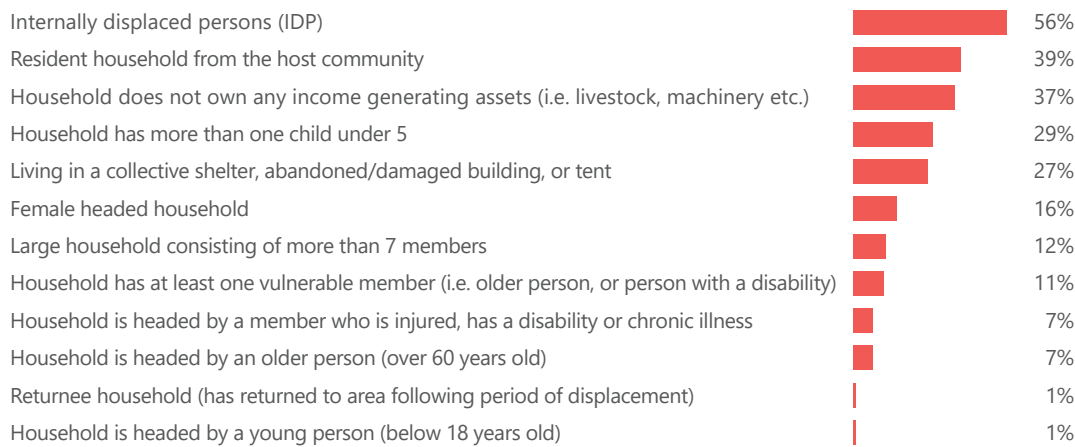 Internally displaced persons (IDP) 56%
Resident household from the host community 39%
Household does not own any income generating assets (i.e. livestock, machinery etc.) 37%
Household has more than one child under 5 29%
Living in a collective shelter, abandoned/damaged building, or tent 27%
Female headed household 16%
Large household consisting of more than 7 members 12%
Household has at least one vulnerable member (i.e. older person, or person with a disability) 11%
Household is headed by a member who is injured, has a disability or chronic illness 7%
Household is headed by an older person (over 60 years old) 7%
Returnee household (has returned to area following period of displacement) 1%
Household is headed by a young person (below 18 years old) 1%